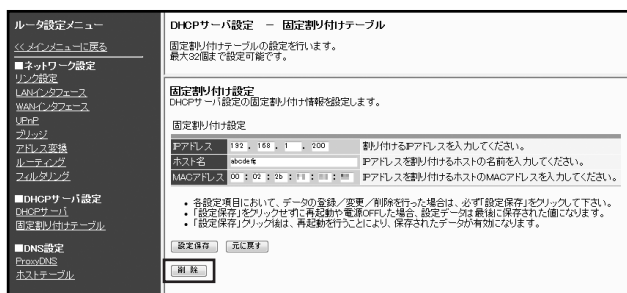 ルータ設定メニュー
<< メインメニューに戻る
■ネットワーク設定
リンク設定
LANインタフェース
WANインタフェース
UPnP
ブリッジ
アドレス変換
ルーティング
フィルタリング
■DHCPサーバ設定
DHCPサーバ
固定割り付けテーブル
■DNS設定
ProxyDNS
ホストテーブル
DHCPサーバ設定 － 固定割り付けテーブル
固定割り付けテーブルの設定を行います。
最大32個まで設定可能です。
固定割り付け設定
DHCPサーバ設定の固定割り付け情報を設定します。
固定割り付け設定
IPアドレス 192 . 168 . 1 . 200 割り付けるIPアドレスを入力してください。
ホスト名 IPアドレスを割り付けるホストの名前を入力してください。
MACアドレス 00 : 02 : 2b : IPアドレスを割り付けるホストのMACアドレスを入力してください。
• 各設定項目において、データの登録／変更／削除を行った場合は、必ず「設定保存」をクリックして下さい。
• 「設定保存」をクリックせずに再起動や電源OFFした場合、設定データは最後に保存された値になります。
• 「設定保存」クリック後は、再起動を行うことにより、保存されたデータが有効になります。
設定保存 元に戻す
削除